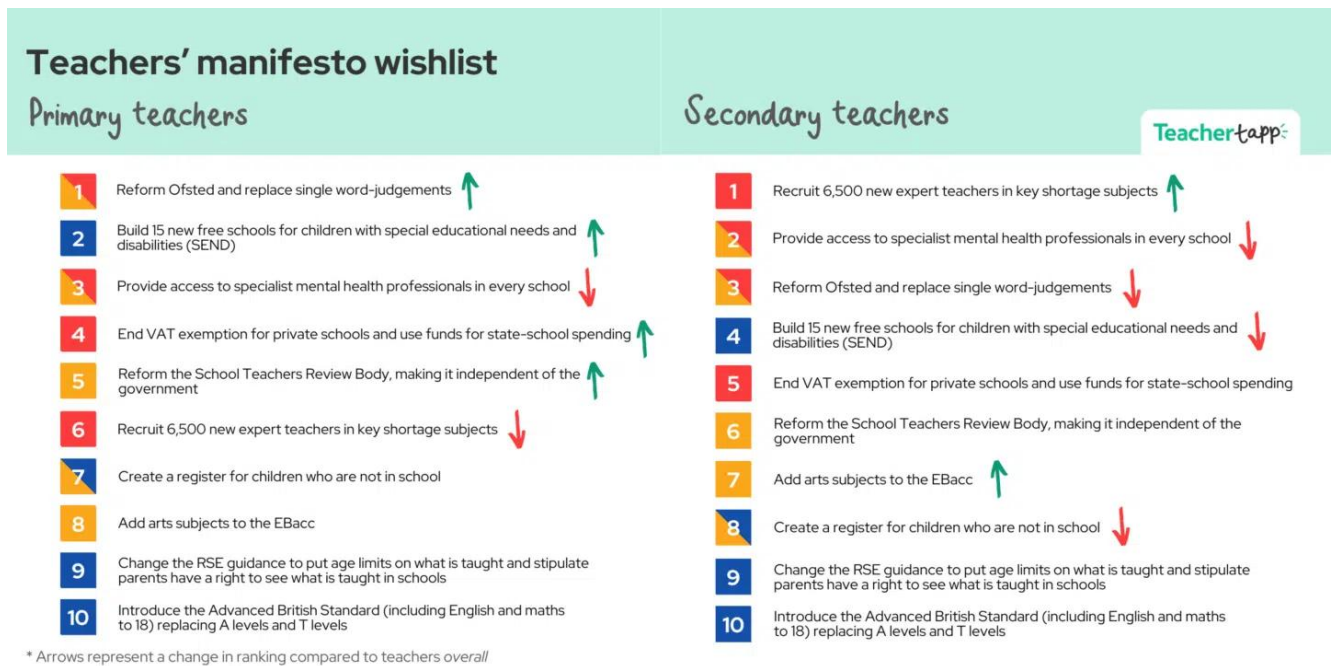 Teachers' manifesto wishlist
Primary teachers
1 Reform Ofsted and replace single word-judgements
2 Build 15 new free schools for children with special educational needs and
disabilities (SEND)
3 Provide access to specialist mental health professionals in every school
4 End VAT exemption for private schools and use funds for state-school spending
5 Reform the School Teachers Review Body, making it independent of the
government
6 Recruit 6,500 new expert teachers in key shortage subjects
7 Create a register for children who are not in school
8 Add arts subjects to the EBacc
9 Change the RSE guidance to put age limits on what is taught and stipulate
parents have a right to see what is taught in schools
10 Introduce the Advanced British Standard (including English and maths
to 18) replacing A levels and T levels
* Arrows represent a change in ranking compared to teachers overall
Secondary teachers
Teachertapp
1 Recruit 6,500 new expert teachers in key shortage subjects
2 Provide access to specialist mental health professionals in every school
3 Reform Ofsted and replace single word-judgements
4 Build 15 new free schools for children with special educational needs and
disabilities (SEND)
5 End VAT exemption for private schools and use funds for state-school spending
6 Reform the School Teachers Review Body, making it independent of the
government
7 Add arts subjects to the EBacc
8 Create a register for children who are not in school
9 Change the RSE guidance to put age limits on what is taught and stipulate
parents have a right to see what is taught in schools
10 Introduce the Advanced British Standard (including English and maths
to 18) replacing A levels and T levels